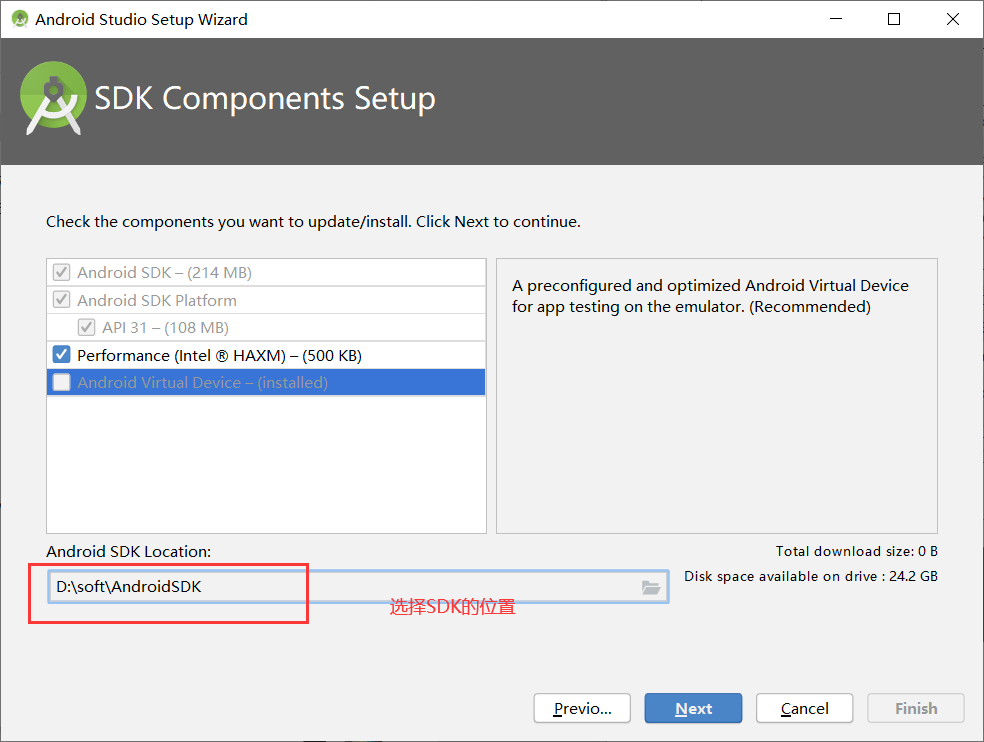 Android Studio Setup Wizard
SDK Components Setup
Check the components you want to update/install. Click Next to continue.
Android SDK – (214 MB)
Android SDK Platform
API 31 – (108 MB)
Performance (Intel ® HAXM) – (500 KB)
Android Virtual Device – (installed)
A preconfigured and optimized Android Virtual Device
for app testing on the emulator. (Recommended)
Android SDK Location:
Total download size: 0 B
Disk space available on drive : 24.2 GB
D:\soft\AndroidSDK
选择SDK的位置
Previo...
Next
Cancel
Finish